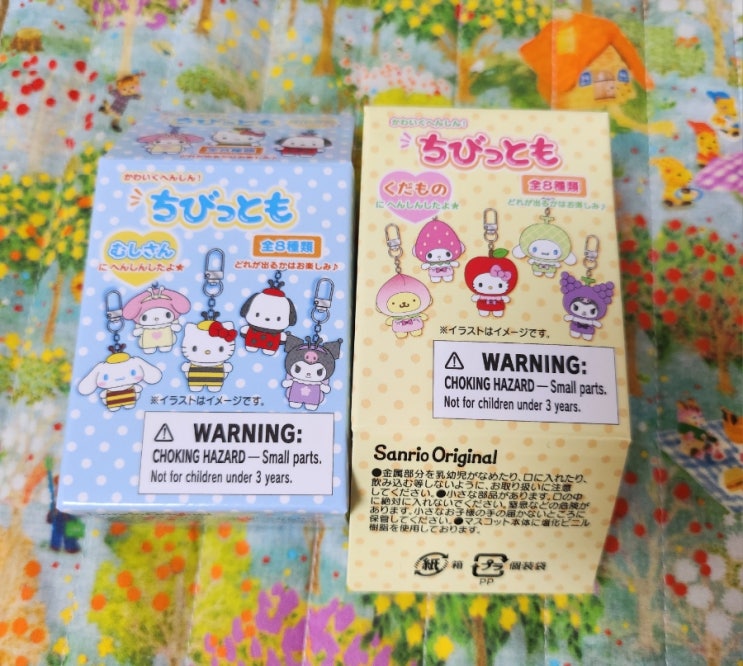 ちびっとも
全8種類
かわいくへんしん!
ちびっとも
むしさん
にへんしんしたよ★
全8種類
どれが出るかはお楽しみ♪
※イラストはイメージです。
⚠ WARNING:
CHOKING HAZARD — Small parts.
Not for children under 3 years.
かわいくへんしん!
ちびっとも
くだもの
にへんしんしたよ★
全8種類
どれが出るかはお楽しみ♪
※イラストはイメージです。
⚠ WARNING:
CHOKING HAZARD — Small parts.
Not for children under 3 years.
Sanrio Original
●金属部分を乳幼児がなめたり、口に入れたり、
飲み込む等しないように、お取り扱いに注意
してください。●小さな部品があります。口の中
に絶対に入れないでください。窒息などの危険が
あります。小さなお子様の手の届かないところに
保管してください。●マスコット本体に塩化ビニル
樹脂を使用しております。
紙 箱 プラ 個装袋
PP